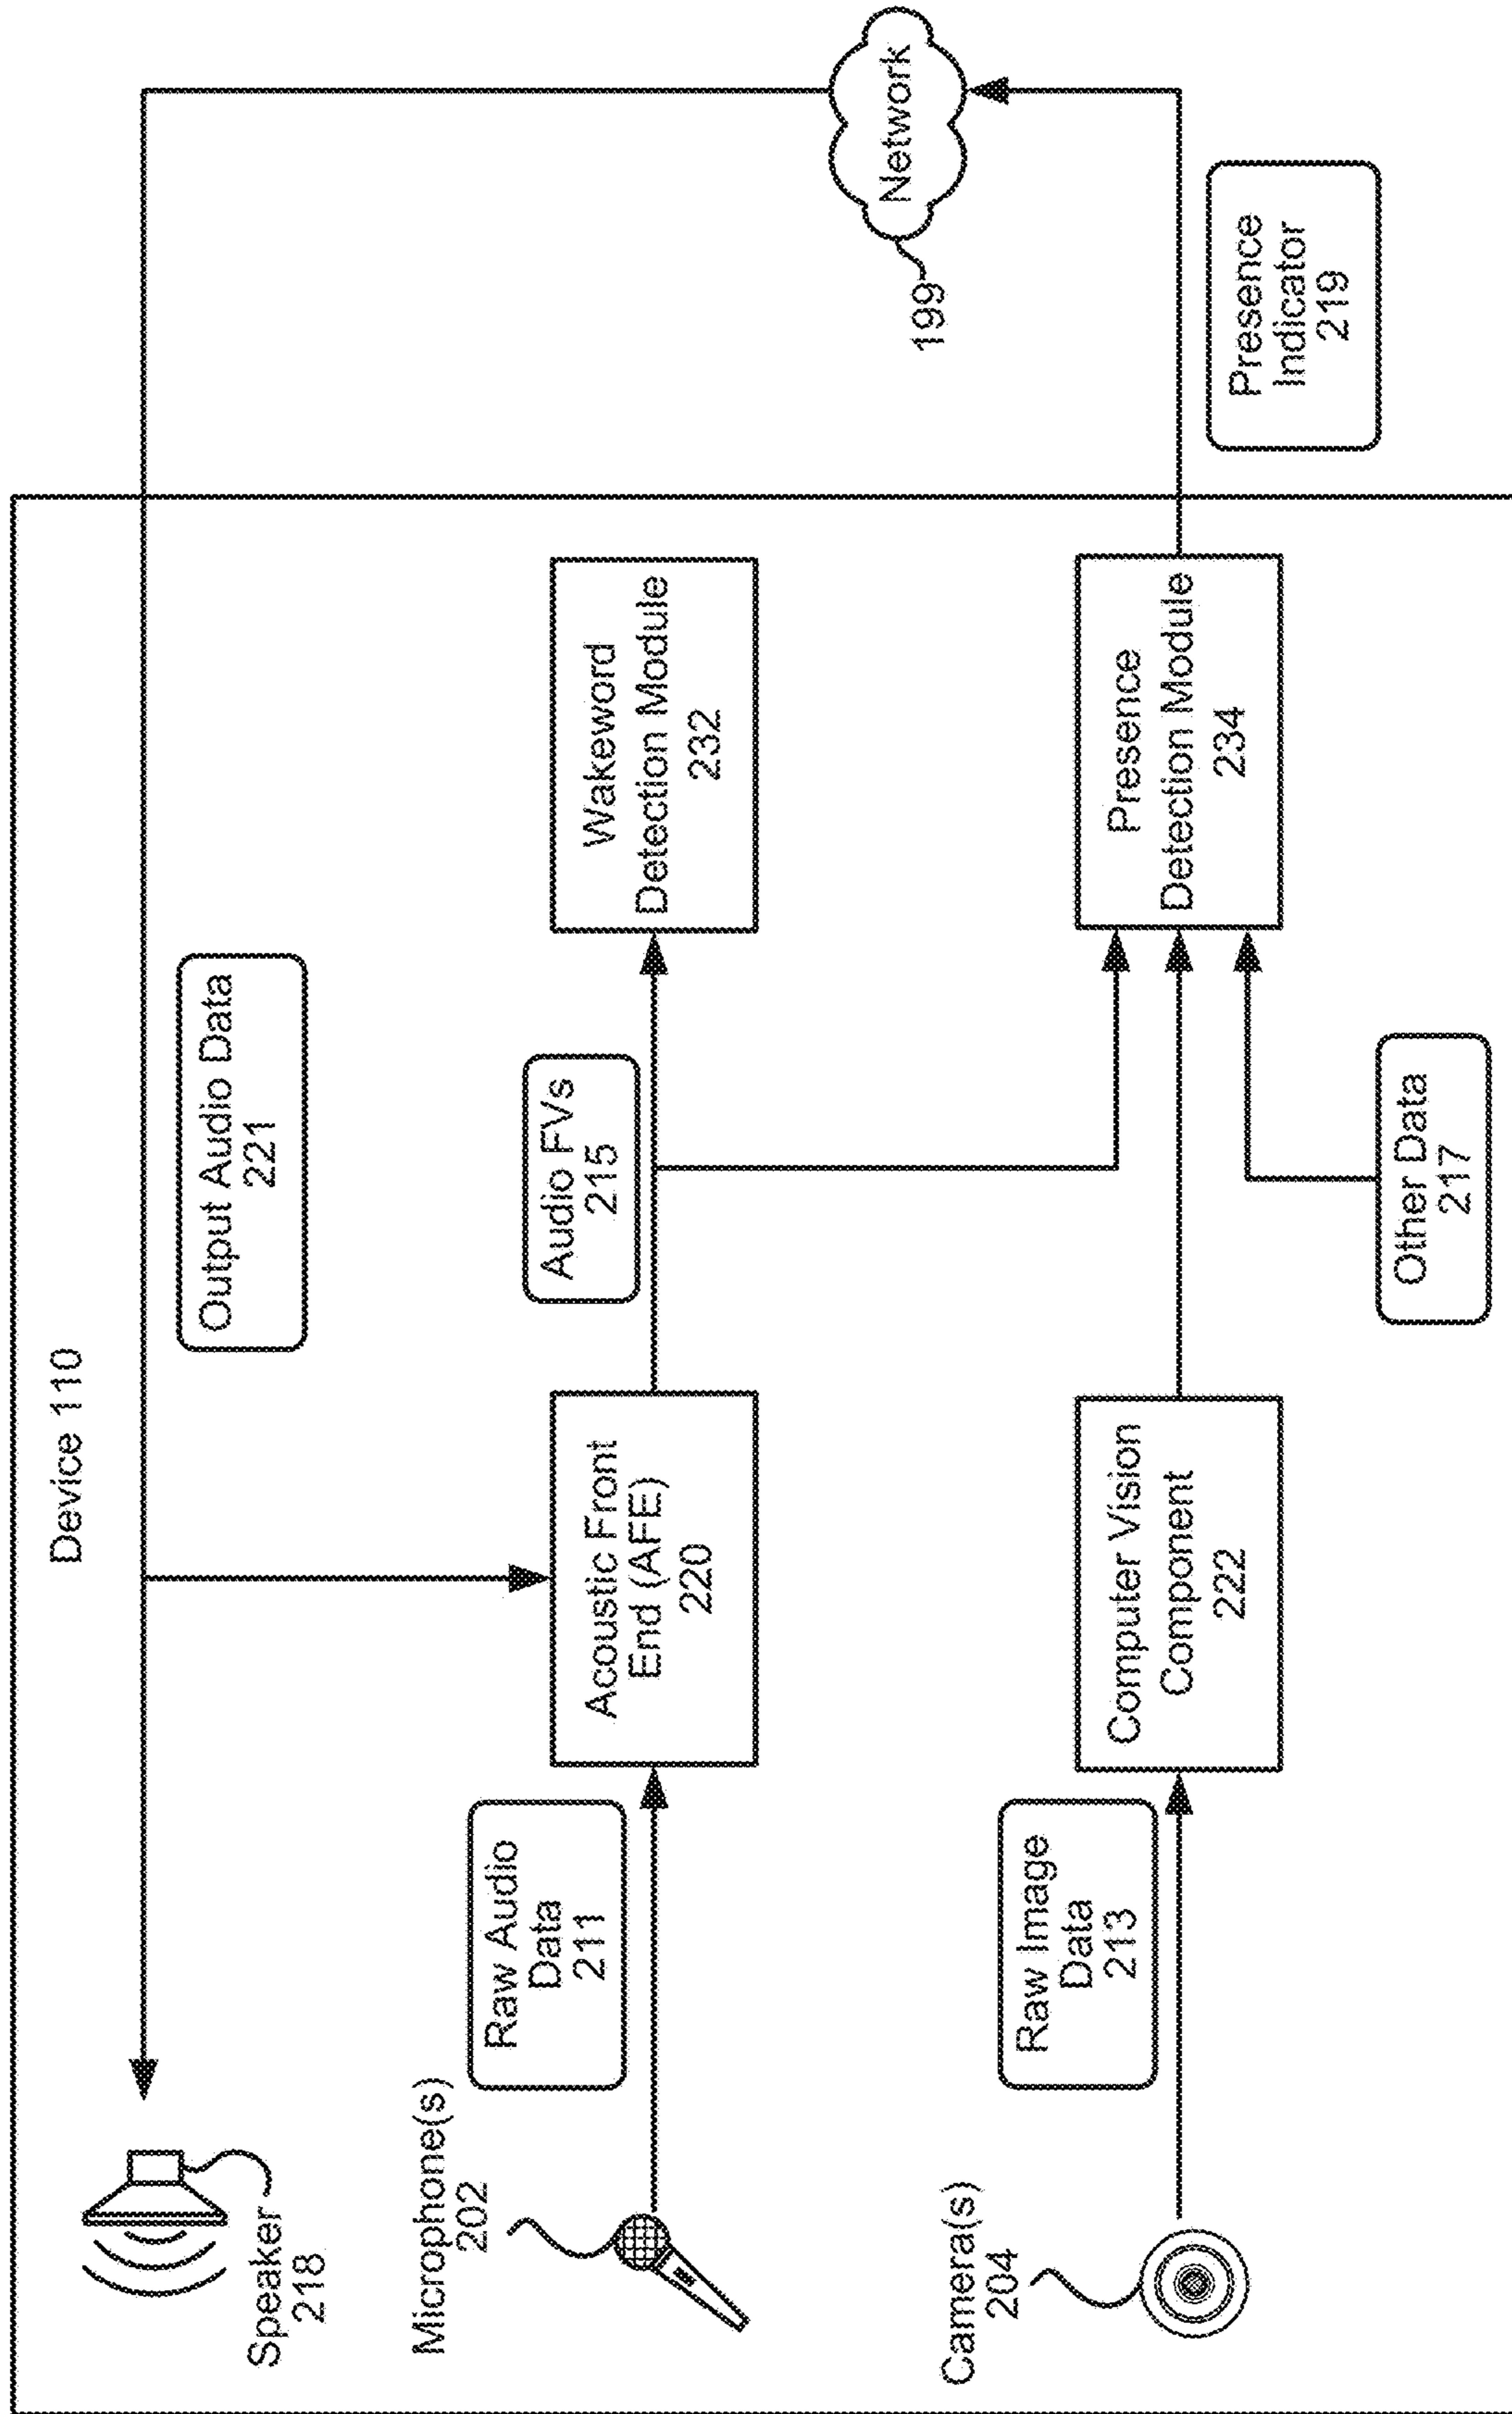 Device 110
Speaker
218
Output Audio Data
221
Microphone(s)
202
Raw Audio
Data
211
Acoustic Front
End (AFE)
220
Audio FVs
215
Wakeword
Detection Module
232
Network
199
Camera(s)
204
Raw Image
Data
213
Computer Vision
Component
222
Presence
Detection Module
234
Presence
Indicator
219
Other Data
217